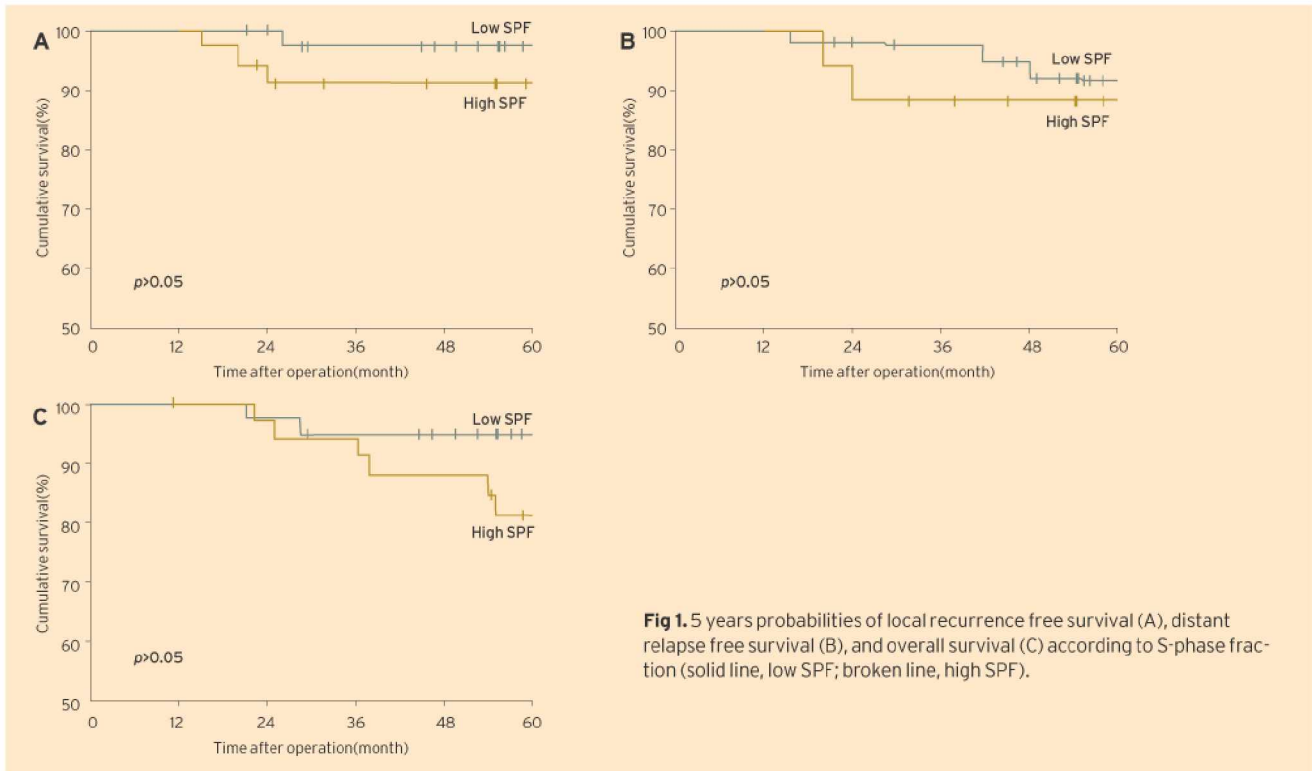 A
Cumulative survival(%)
100
90
80
70
60
50
Low SPF
High SPF
p>0.05
0 12 24 36 48 60
Time after operation(month)
B
Cumulative survival(%)
100
90
80
70
60
50
Low SPF
High SPF
p>0.05
0 12 24 36 48 60
Time after operation(month)
C
Cumulative survival(%)
100
90
80
70
60
50
Low SPF
High SPF
p>0.05
0 12 24 36 48 60
Time after operation(month)
Fig 1. 5 years probabilities of local recurrence free survival (A), distant
relapse free survival (B), and overall survival (C) according to S-phase frac-
tion (solid line, low SPF; broken line, high SPF).